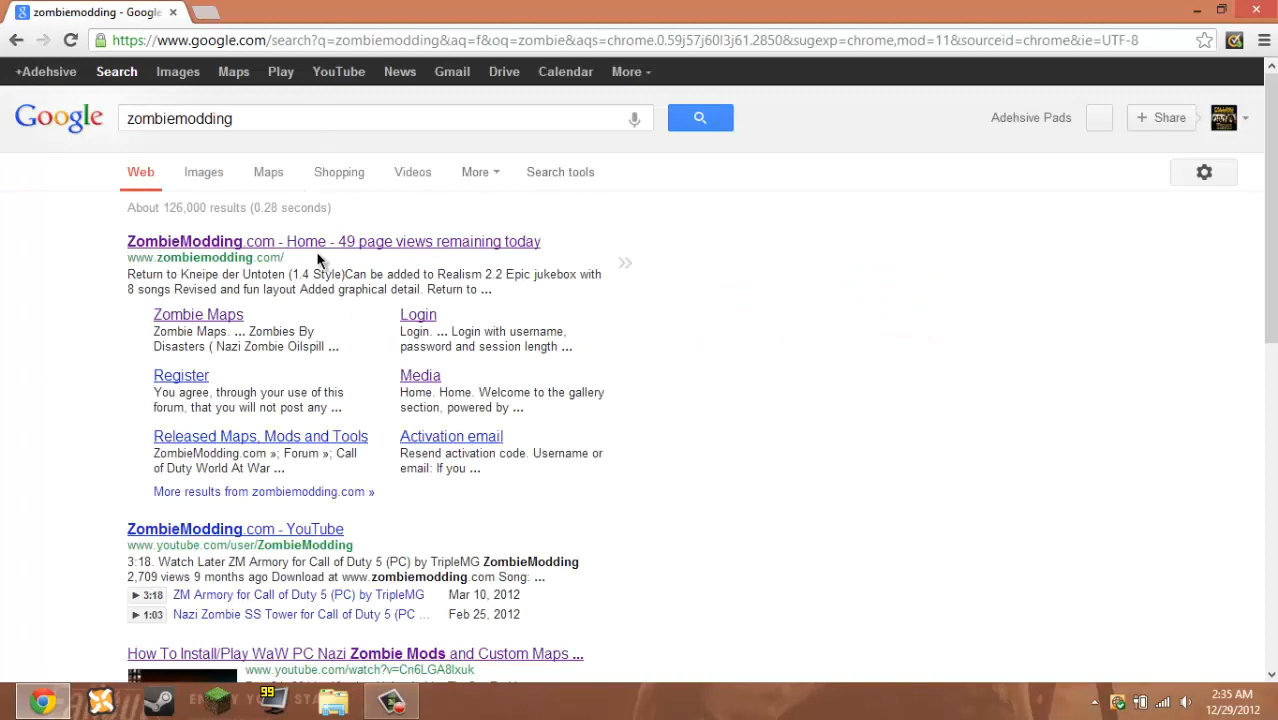 zombiemodding - Google
https://www.google.com/search?q=zombiemodding&aq=f&oq=zombie&aqs=chrome.0.59j57j60l3j61.2850&sugexp=chrome,mod=11&sourceid=chrome&ie=UTF-8
+Adehsive Search Images Maps Play YouTube News Gmail Drive Calendar More
Google zombiemodding Adehsive Pads + Share
Web Images Maps Shopping Videos More Search tools
About 126,000 results (0.28 seconds)
ZombieModding.com - Home - 49 page views remaining today
www.zombiemodding.com/
Return to Kneipe der Untoten (1.4 Style)Can be added to Realism 2.2 Epic jukebox with
8 songs Revised and fun layout Added graphical detail. Return to ...
Zombie Maps
Zombie Maps. ... Zombies By
Disasters ( Nazi Zombie Oilspill ...
Login
Login. ... Login with username,
password and session length ...
Register
You agree, through your use of this
forum, that you will not post any ...
Media
Home. Home. Welcome to the gallery
section, powered by ...
Released Maps, Mods and Tools
ZombieModding.com »; Forum »; Call
of Duty World At War ...
Activation email
Resend activation code. Username or
email: If you ...
More results from zombiemodding.com »
ZombieModding.com - YouTube
www.youtube.com/user/ZombieModding
3:18. Watch Later ZM Armory for Call of Duty 5 (PC) by TripleMG ZombieModding
2,709 views 9 months ago Download at www.zombiemodding.com Song: ...
3:18 ZM Armory for Call of Duty 5 (PC) by TripleMG Mar 10, 2012
1:03 Nazi Zombie SS Tower for Call of Duty 5 (PC ... Feb 25, 2012
How To Install/Play WaW PC Nazi Zombie Mods and Custom Maps ...
www.youtube.com/watch?v=Cn6LGA8lxuk
99
2:35 AM
12/29/2012